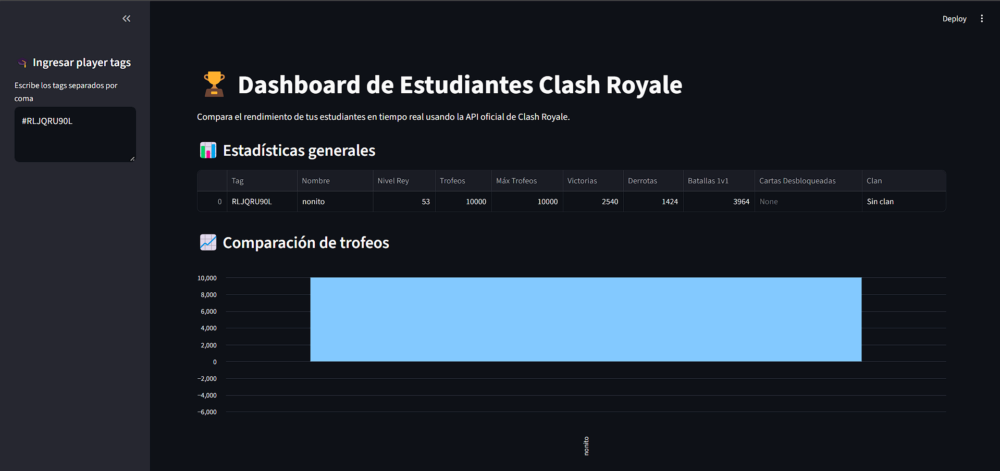 Deploy
Ingresar player tags
Escribe los tags separados por
coma
#RLJQRU90L
Dashboard de Estudiantes Clash Royale
Compara el rendimiento de tus estudiantes en tiempo real usando la API oficial de Clash Royale.
Estadísticas generales
Tag Nombre Nivel Rey Trofeos Máx Trofeos Victorias Derrotas Batallas 1v1 Cartas Desbloqueadas Clan
0 RLJQRU90L nonito 53 10000 10000 2540 1424 3964 None Sin clan
Comparación de trofeos
10,000
8,000
6,000
4,000
2,000
0
−2,000
−4,000
−6,000
nonito